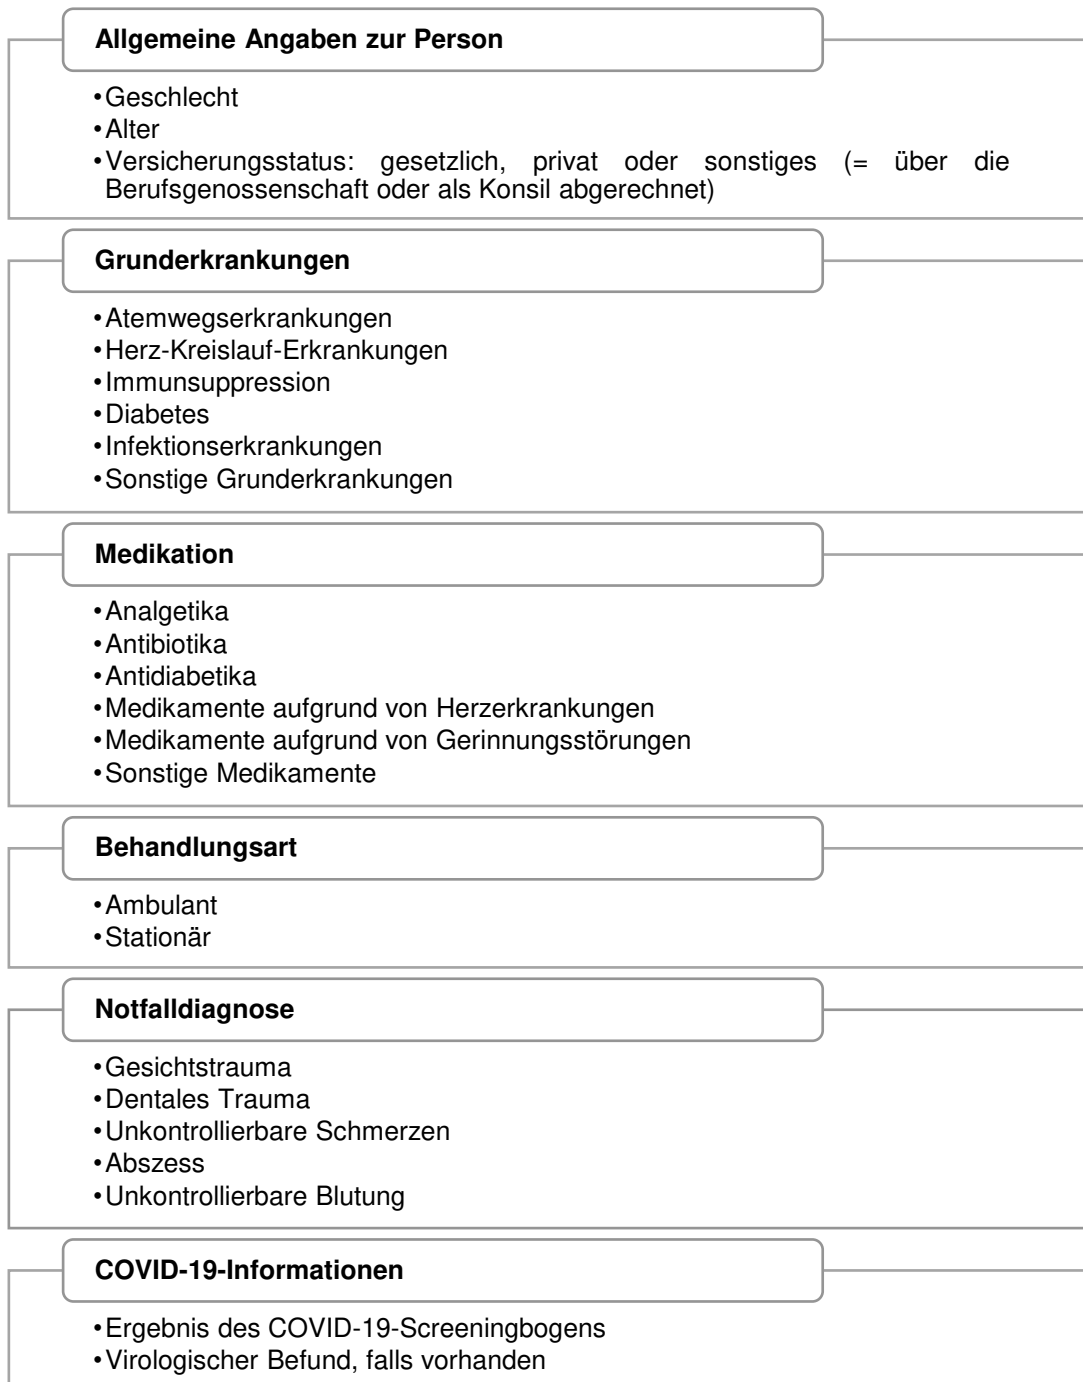 Allgemeine Angaben zur Person
•Geschlecht
•Alter
•Versicherungsstatus: gesetzlich, privat oder sonstiges (= über die
Berufsgenossenschaft oder als Konsil abgerechnet)
Grunderkrankungen
•Atemwegserkrankungen
•Herz-Kreislauf-Erkrankungen
•Immunsuppression
•Diabetes
•Infektionserkrankungen
•Sonstige Grunderkrankungen
Medikation
•Analgetika
•Antibiotika
•Antidiabetika
•Medikamente aufgrund von Herzerkrankungen
•Medikamente aufgrund von Gerinnungsstörungen
•Sonstige Medikamente
Behandlungsart
•Ambulant
•Stationär
Notfalldiagnose
•Gesichtstrauma
•Dentales Trauma
•Unkontrollierbare Schmerzen
•Abszess
•Unkontrollierbare Blutung
COVID-19-Informationen
•Ergebnis des COVID-19-Screeningbogens
•Virologischer Befund, falls vorhanden